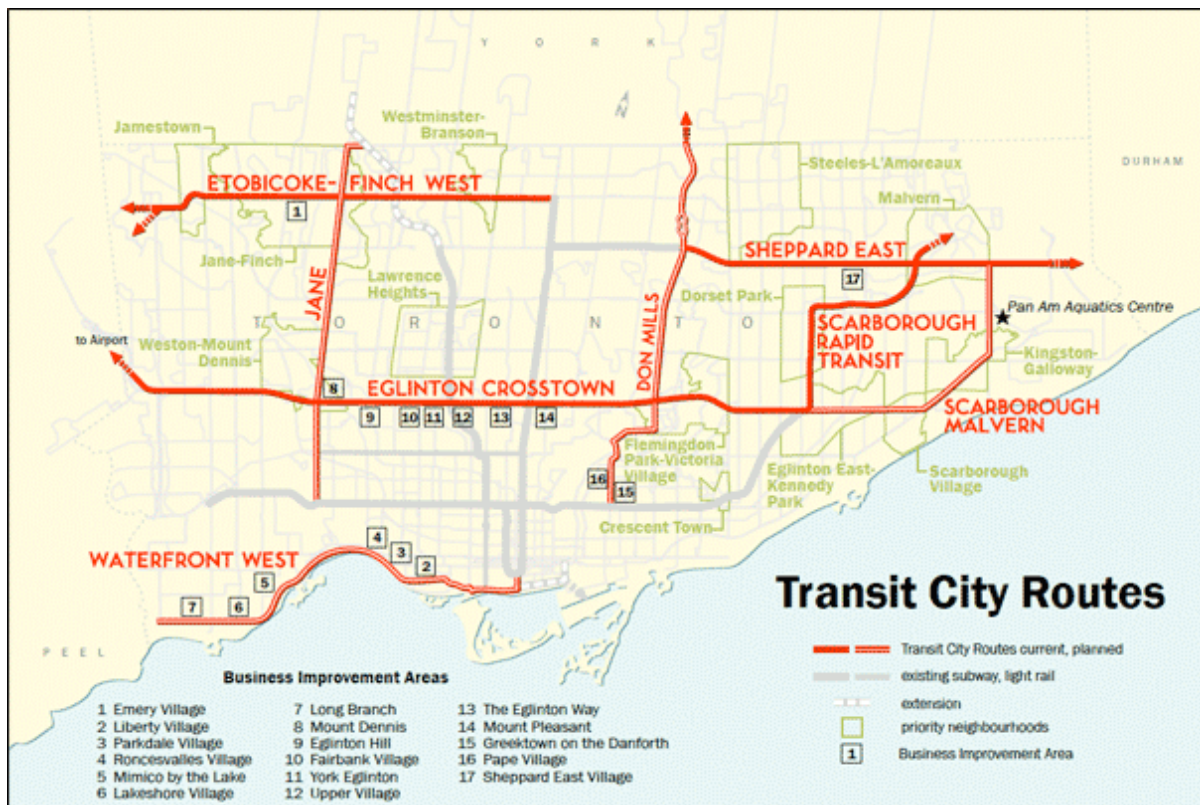 Y O R K
Jamestown
Westminster-
Branson
Steeles-L'Amoreaux
DURHAM
ETOBICOKE- FINCH WEST
Malvern
1
SHEPPARD EAST
Jane-Finch
17
JANE
Lawrence
Heights
DON MILLS
Dorset Park
Pan Am Aquatics Centre
T O R O N T O
SCARBOROUGH
RAPID
TRANSIT
to Airport
Weston-Mount
Dennis
Kingston-
Galloway
8
EGLINTON CROSSTOWN
9
10
11
12
13
14
SCARBOROUGH
MALVERN
Flemingdon
Park-Victoria
Village
16
15
Eglinton East-
Kennedy
Park
Scarborough
Village
Crescent Town
WATERFRONT WEST
4
3
2
5
7
6
PEEL
Transit City Routes
Transit City Routes current, planned
existing subway, light rail
extension
priority neighbourhoods
1 Business Improvement Area
Business Improvement Areas
1 Emery Village
2 Liberty Village
3 Parkdale Village
4 Roncesvalles Village
5 Mimico by the Lake
6 Lakeshore Village
7 Long Branch
8 Mount Dennis
9 Eglinton Hill
10 Fairbank Village
11 York Eglinton
12 Upper Village
13 The Eglinton Way
14 Mount Pleasant
15 Greektown on the Danforth
16 Pape Village
17 Sheppard East Village